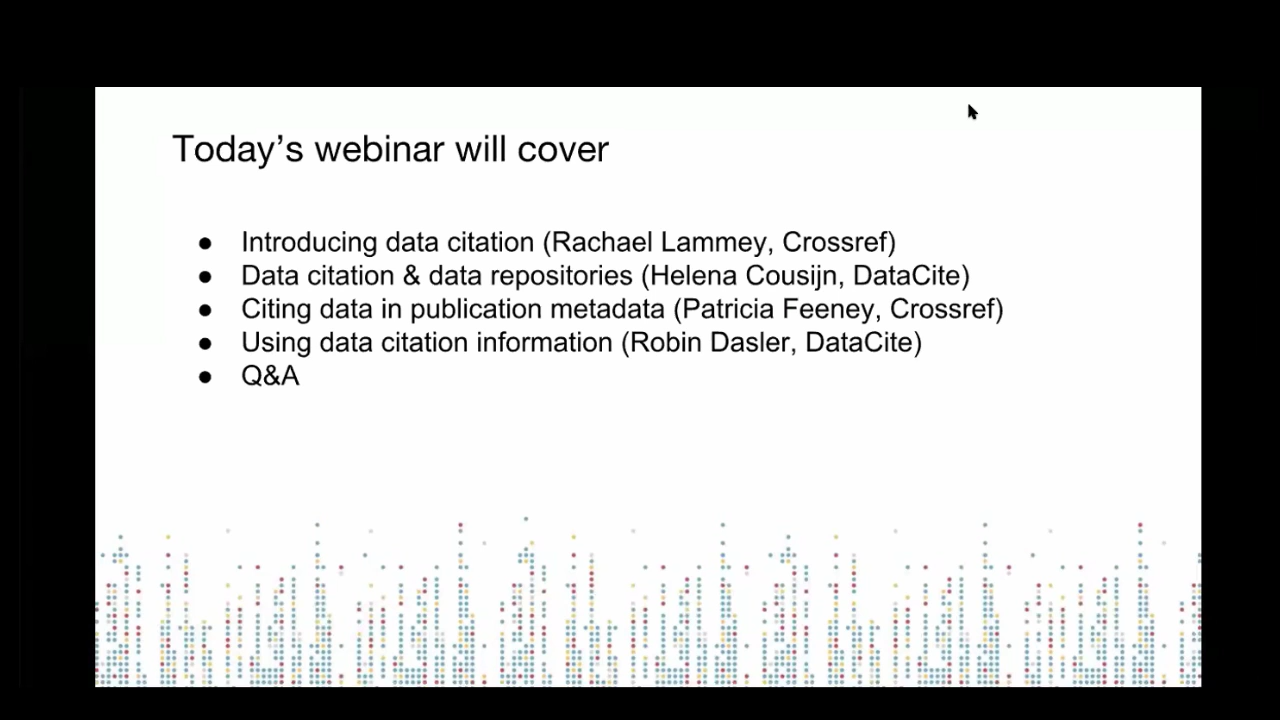 Today's webinar will cover
● Introducing data citation (Rachael Lammey, Crossref)
● Data citation & data repositories (Helena Cousijn, DataCite)
● Citing data in publication metadata (Patricia Feeney, Crossref)
● Using data citation information (Robin Dasler, DataCite)
● Q&A